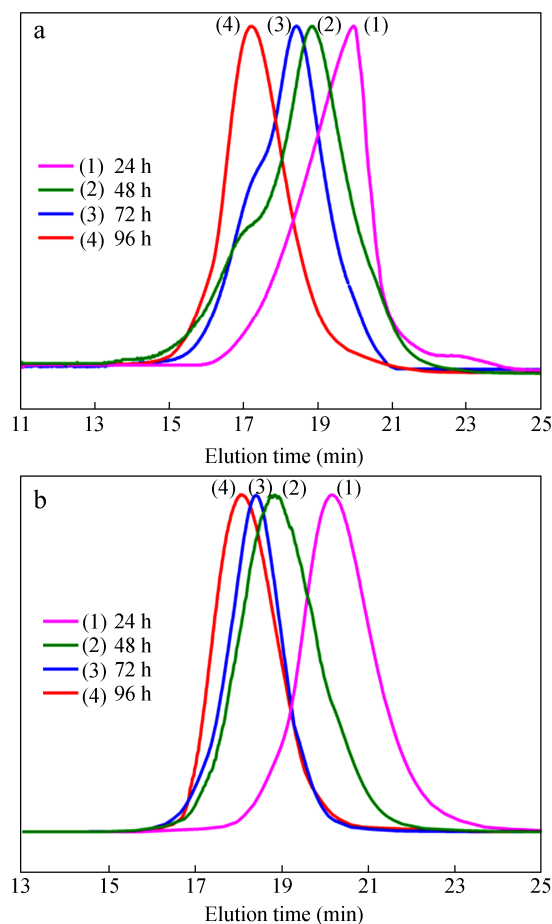 a
(4) (3) (2) (1)
(1) 24 h
(2) 48 h
(3) 72 h
(4) 96 h
11 13 15 17 19 21 23 25
Elution time (min)
b
(4) (3) (2) (1)
(1) 24 h
(2) 48 h
(3) 72 h
(4) 96 h
13 15 17 19 21 23 25
Elution time (min)